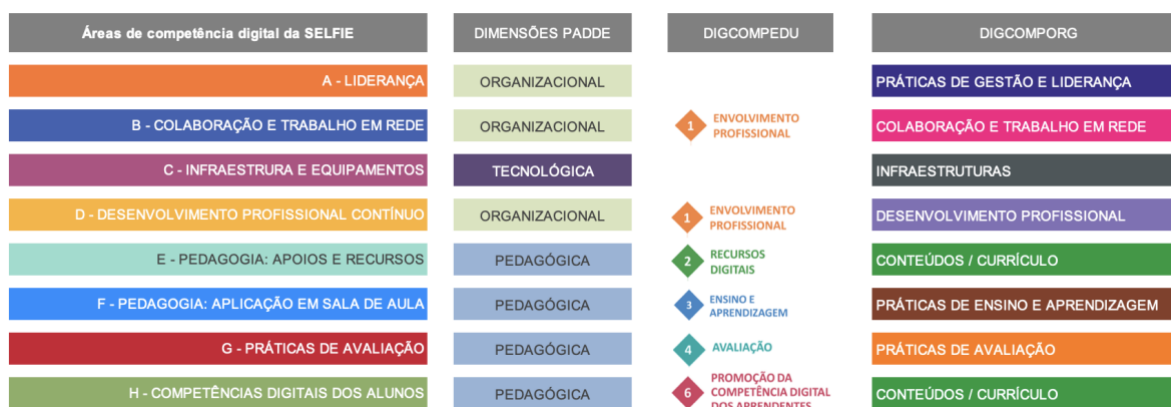 Áreas de competência digital da SELFIE
DIMENSÕES PADDE
DIGCOMPEDU
DIGCOMPORG
A - LIDERANÇA
ORGANIZACIONAL
PRÁTICAS DE GESTÃO E LIDERANÇA
B - COLABORAÇÃO E TRABALHO EM REDE
ORGANIZACIONAL
1
ENVOLVIMENTO
PROFISSIONAL
COLABORAÇÃO E TRABALHO EM REDE
C - INFRAESTRURA E EQUIPAMENTOS
TECNOLÓGICA
INFRAESTRUTURAS
D - DESENVOLVIMENTO PROFISSIONAL CONTÍNUO
ORGANIZACIONAL
1
ENVOLVIMENTO
PROFISSIONAL
DESENVOLVIMENTO PROFISSIONAL
E - PEDAGOGIA: APOIOS E RECURSOS
PEDAGÓGICA
2
RECURSOS
DIGITAIS
CONTEÚDOS / CURRÍCULO
F - PEDAGOGIA: APLICAÇÃO EM SALA DE AULA
PEDAGÓGICA
3
ENSINO E
APRENDIZAGEM
PRÁTICAS DE ENSINO E APRENDIZAGEM
G - PRÁTICAS DE AVALIAÇÃO
PEDAGÓGICA
4
AVALIAÇÃO
PRÁTICAS DE AVALIAÇÃO
H - COMPETÊNCIAS DIGITAIS DOS ALUNOS
PEDAGÓGICA
6
PROMOÇÃO DA
COMPETÊNCIA DIGITAL
DOS APRENDENTES
CONTEÚDOS / CURRÍCULO